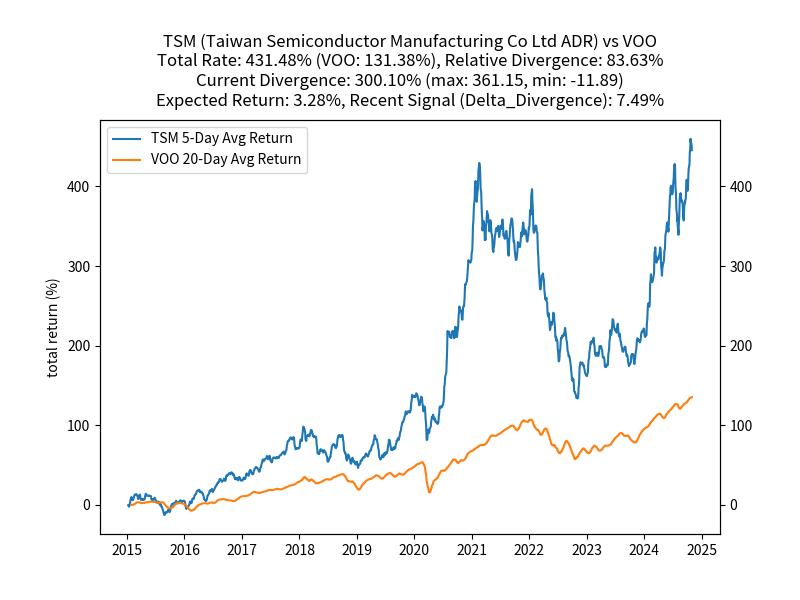 TSM (Taiwan Semiconductor Manufacturing Co Ltd ADR) vs VOO
Total Rate: 431.48% (VOO: 131.38%), Relative Divergence: 83.63%
Current Divergence: 300.10% (max: 361.15, min: -11.89)
Expected Return: 3.28%, Recent Signal (Delta_Divergence): 7.49%
TSM 5-Day Avg Return
VOO 20-Day Avg Return
total return (%)
400
300
200
100
0
400
300
200
100
0
2015 2016 2017 2018 2019 2020 2021 2022 2023 2024 2025